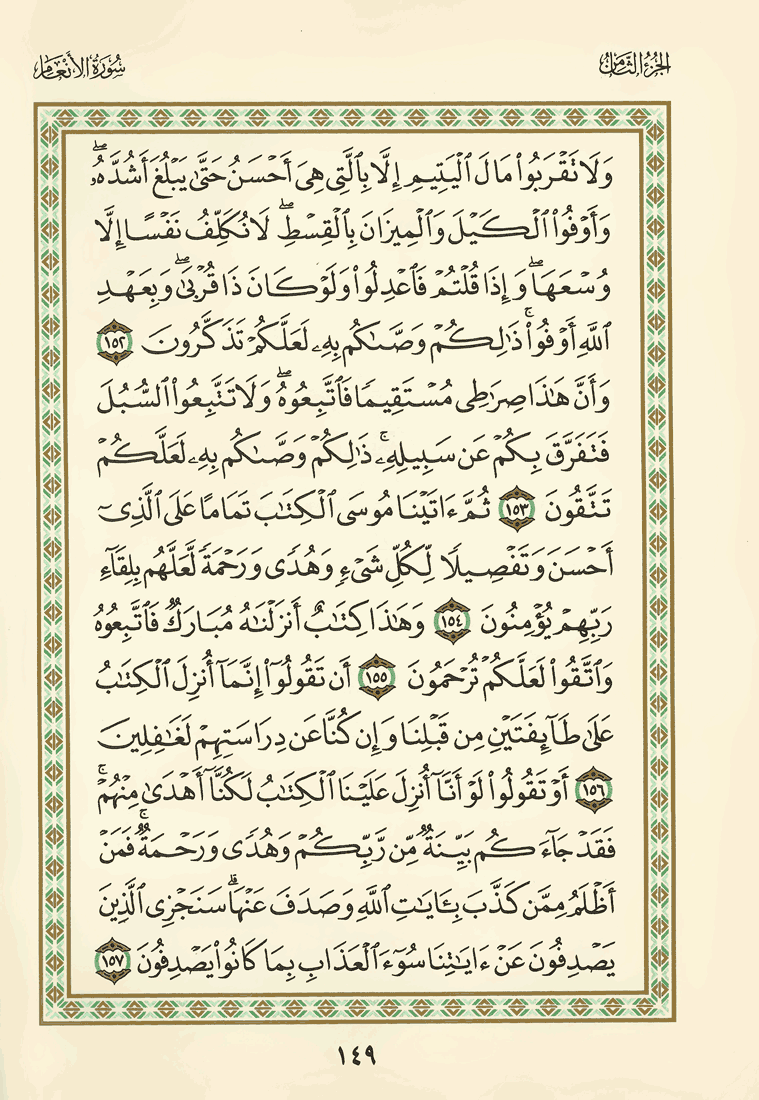 الجزء الثامن
سورة الأنعام
وَلَا تَقْرَبُوا۟ مَالَ ٱلْيَتِيمِ إِلَّا بِٱلَّتِى هِىَ أَحْسَنُ حَتَّىٰ يَبْلُغَ أَشُدَّهُۥۖ
وَأَوْفُوا۟ ٱلْكَيْلَ وَٱلْمِيزَانَ بِٱلْقِسْطِۖ لَا نُكَلِّفُ نَفْسًا إِلَّا
وُسْعَهَاۖ وَإِذَا قُلْتُمْ فَٱعْدِلُوا۟ وَلَوْ كَانَ ذَا قُرْبَىٰۖ وَبِعَهْدِ
ٱللَّهِ أَوْفُوا۟ۚ ذَٰلِكُمْ وَصَّىٰكُم بِهِۦ لَعَلَّكُمْ تَذَكَّرُونَ ١٥٢
وَأَنَّ هَٰذَا صِرَٰطِى مُسْتَقِيمًا فَٱتَّبِعُوهُۖ وَلَا تَتَّبِعُوا۟ ٱلسُّبُلَ
فَتَفَرَّقَ بِكُمْ عَن سَبِيلِهِۦۚ ذَٰلِكُمْ وَصَّىٰكُم بِهِۦ لَعَلَّكُمْ
تَتَّقُونَ ١٥٣ ثُمَّ ءَاتَيْنَا مُوسَى ٱلْكِتَٰبَ تَمَامًا عَلَى ٱلَّذِىٓ
أَحْسَنَ وَتَفْصِيلًا لِّكُلِّ شَىْءٍ وَهُدًى وَرَحْمَةً لَّعَلَّهُم بِلِقَآءِ
رَبِّهِمْ يُؤْمِنُونَ ١٥٤ وَهَٰذَا كِتَٰبٌ أَنزَلْنَٰهُ مُبَارَكٌ فَٱتَّبِعُوهُ
وَٱتَّقُوا۟ لَعَلَّكُمْ تُرْحَمُونَ ١٥٥ أَن تَقُولُوٓا۟ إِنَّمَآ أُنزِلَ ٱلْكِتَٰبُ
عَلَىٰ طَآئِفَتَيْنِ مِن قَبْلِنَا وَإِن كُنَّا عَن دِرَاسَتِهِمْ لَغَٰفِلِينَ
١٥٦ أَوْ تَقُولُوا۟ لَوْ أَنَّآ أُنزِلَ عَلَيْنَا ٱلْكِتَٰبُ لَكُنَّآ أَهْدَىٰ مِنْهُمْۚ
فَقَدْ جَآءَكُم بَيِّنَةٌ مِّن رَّبِّكُمْ وَهُدًى وَرَحْمَةٌۚ فَمَنْ
أَظْلَمُ مِمَّن كَذَّبَ بِـَٔايَٰتِ ٱللَّهِ وَصَدَفَ عَنْهَاۗ سَنَجْزِى ٱلَّذِينَ
يَصْدِفُونَ عَنْ ءَايَٰتِنَا سُوٓءَ ٱلْعَذَابِ بِمَا كَانُوا۟ يَصْدِفُونَ ١٥٧
١٤٩